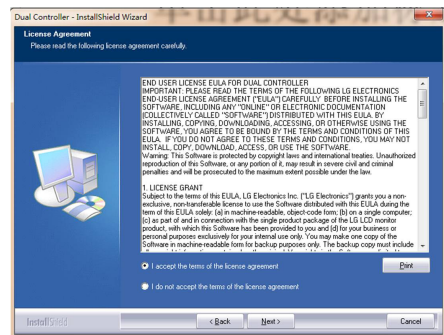 Dual Controller - InstallShield Wizard
License Agreement
Please read the following license agreement carefully.
END USER LICENSE EULA FOR DUAL CONTROLLER
IMPORTANT: PLEASE READ THE TERMS OF THE FOLLOWING LG ELECTRONICS
END-USER LICENSE AGREEMENT ("EULA") CAREFULLY BEFORE INSTALLING THE
SOFTWARE, INCLUDING ANY "ONLINE" OR ELECTRONIC DOCUMENTATION
(COLLECTIVELY CALLED "SOFTWARE") DISTRIBUTED WITH THIS EULA. BY
INSTALLING, COPYING, DOWNLOADING, ACCESSING, OR OTHERWISE USING THE
SOFTWARE, YOU AGREE TO BE BOUND BY THE TERMS AND CONDITIONS OF THIS
EULA. IF YOU DO NOT AGREE TO THESE TERMS AND CONDITIONS, YOU MAY NOT
INSTALL, COPY, DOWNLOAD, ACCESS, OR USE THE SOFTWARE.
Warning: This Software is protected by copyright laws and international treaties. Unauthorized
reproduction of this Software, or any portion of it, may result in severe civil and criminal
penalties and will be prosecuted to the maximum extent possible under the law.
1. LICENSE GRANT
Subject to the terms of this EULA, LG Electronics Inc. ("LG Electronics") grants you a non-
exclusive, non-transferable license to use the Software distributed with this EULA during the
term of this EULA solely: (a) in machine-readable, object-code form; (b) on a single computer;
(c) as part of and in connection with the single product package of the LG LCD monitor
product, with which this Software has been provided to you and (d) for your business or
personal purposes exclusively for your internal use only. You may make one copy of the
Software in machine-readable form for backup purposes only. The backup copy must include
I accept the terms of the license agreement
Print
I do not accept the terms of the license agreement
InstallShield
< Back
Next >
Cancel